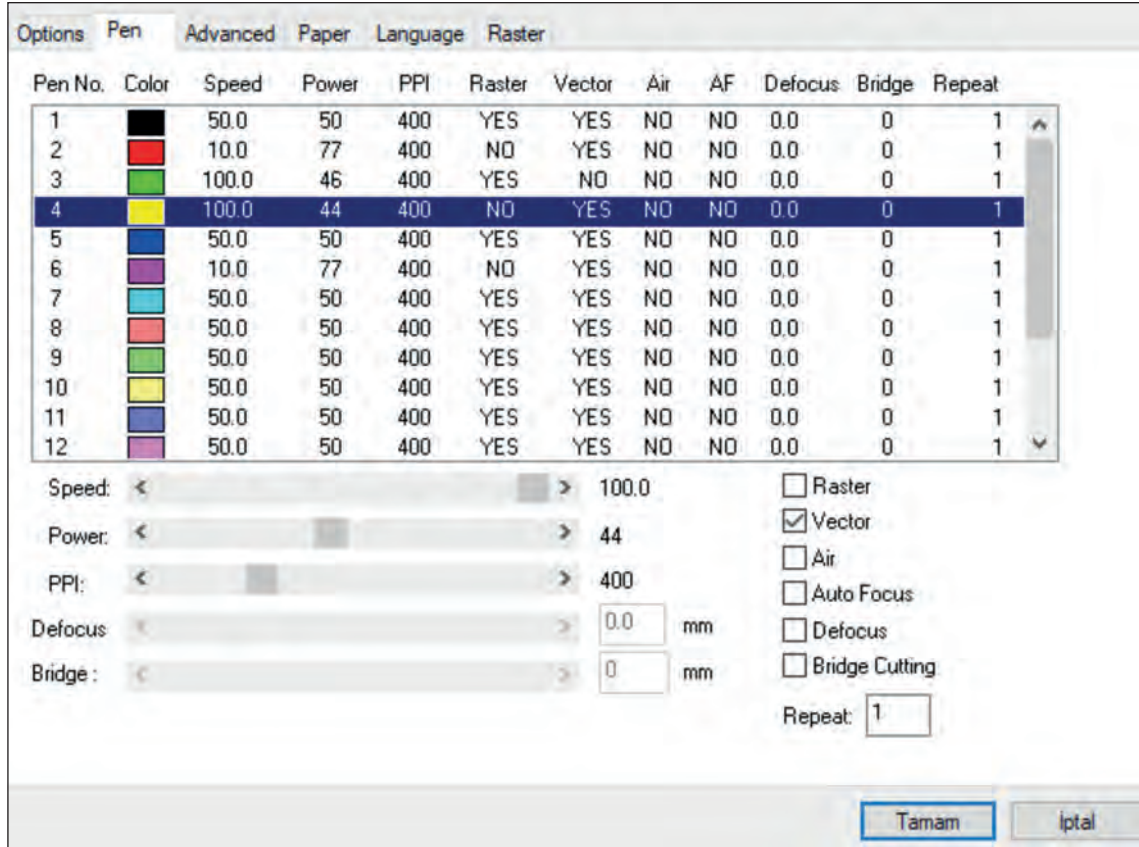 Options Pen Advanced Paper Language Raster
Pen No. Color Speed Power PPI Raster Vector Air AF Defocus Bridge Repeat
1 50.0 50 400 YES YES NO NO 0.0 0 1
2 10.0 77 400 NO YES NO NO 0.0 0 1
3 100.0 46 400 YES NO NO NO 0.0 0 1
4 100.0 44 400 NO YES NO NO 0.0 0 1
5 50.0 50 400 YES YES NO NO 0.0 0 1
6 10.0 77 400 NO YES NO NO 0.0 0 1
7 50.0 50 400 YES YES NO NO 0.0 0 1
8 50.0 50 400 YES YES NO NO 0.0 0 1
9 50.0 50 400 YES YES NO NO 0.0 0 1
10 50.0 50 400 YES YES NO NO 0.0 0 1
11 50.0 50 400 YES YES NO NO 0.0 0 1
12 50.0 50 400 YES YES NO NO 0.0 0 1
Speed: 100.0
Power: 44
PPI: 400
Defocus 0.0 mm
Bridge : 0 mm
Raster
Vector
Air
Auto Focus
Defocus
Bridge Cutting
Repeat: 1
Tamam İptal